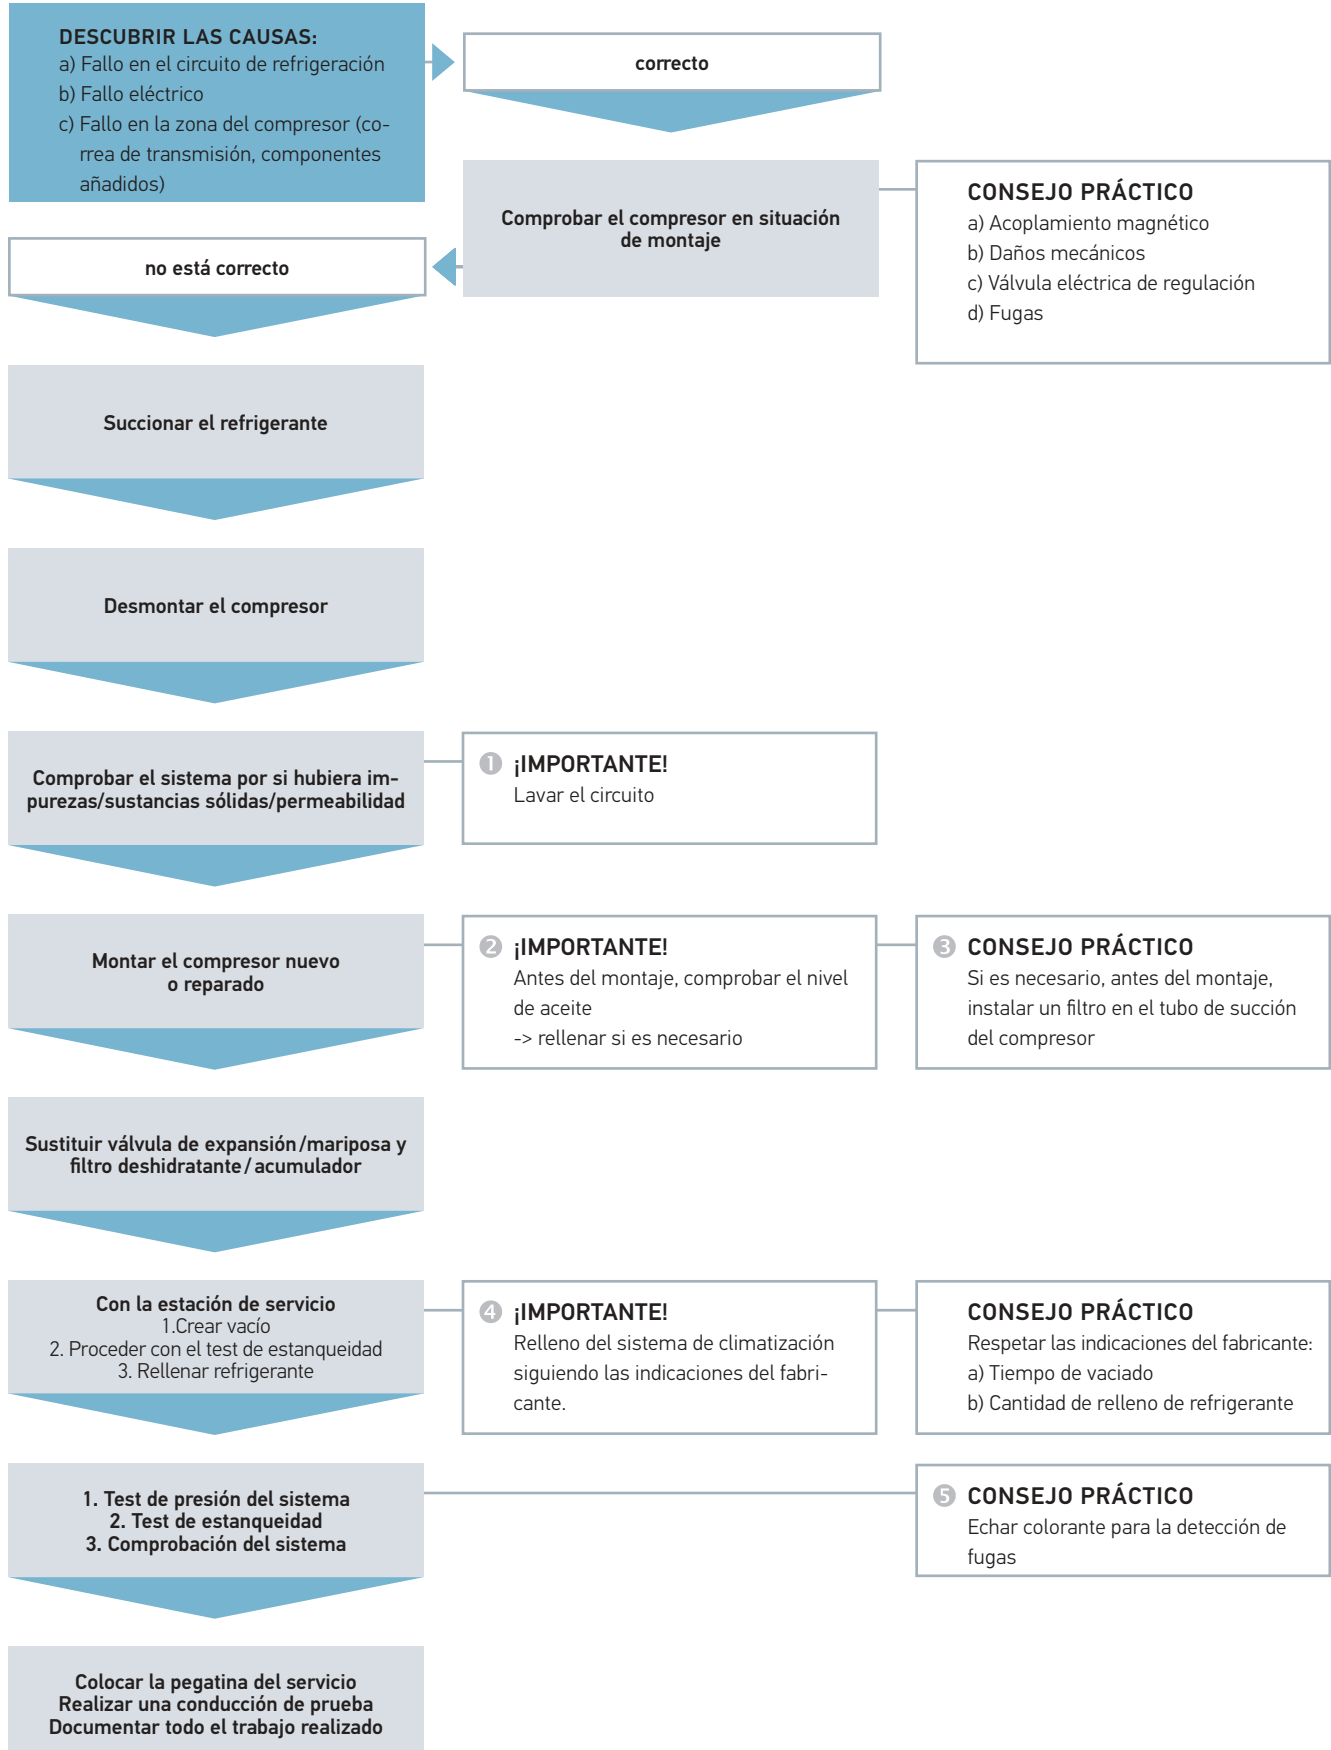 DESCUBRIR LAS CAUSAS:
a) Fallo en el circuito de refrigeración
b) Fallo eléctrico
c) Fallo en la zona del compresor (co-
rrea de transmisión, componentes
añadidos)
correcto
Comprobar el compresor en situación
de montaje
CONSEJO PRÁCTICO
a) Acoplamiento magnético
b) Daños mecánicos
c) Válvula eléctrica de regulación
d) Fugas
no está correcto
Succionar el refrigerante
Desmontar el compresor
Comprobar el sistema por si hubiera im-
purezas/sustancias sólidas/permeabilidad
1 ¡IMPORTANTE!
Lavar el circuito
Montar el compresor nuevo
o reparado
2 ¡IMPORTANTE!
Antes del montaje, comprobar el nivel
de aceite
-> rellenar si es necesario
3 CONSEJO PRÁCTICO
Si es necesario, antes del montaje,
instalar un filtro en el tubo de succión
del compresor
Sustituir válvula de expansión/mariposa y
filtro deshidratante/acumulador
Con la estación de servicio
1.Crear vacío
2. Proceder con el test de estanqueidad
3. Rellenar refrigerante
4 ¡IMPORTANTE!
Relleno del sistema de climatización
siguiendo las indicaciones del fabri-
cante.
CONSEJO PRÁCTICO
Respetar las indicaciones del fabricante:
a) Tiempo de vaciado
b) Cantidad de relleno de refrigerante
1. Test de presión del sistema
2. Test de estanqueidad
3. Comprobación del sistema
5 CONSEJO PRÁCTICO
Echar colorante para la detección de
fugas
Colocar la pegatina del servicio
Realizar una conducción de prueba
Documentar todo el trabajo realizado